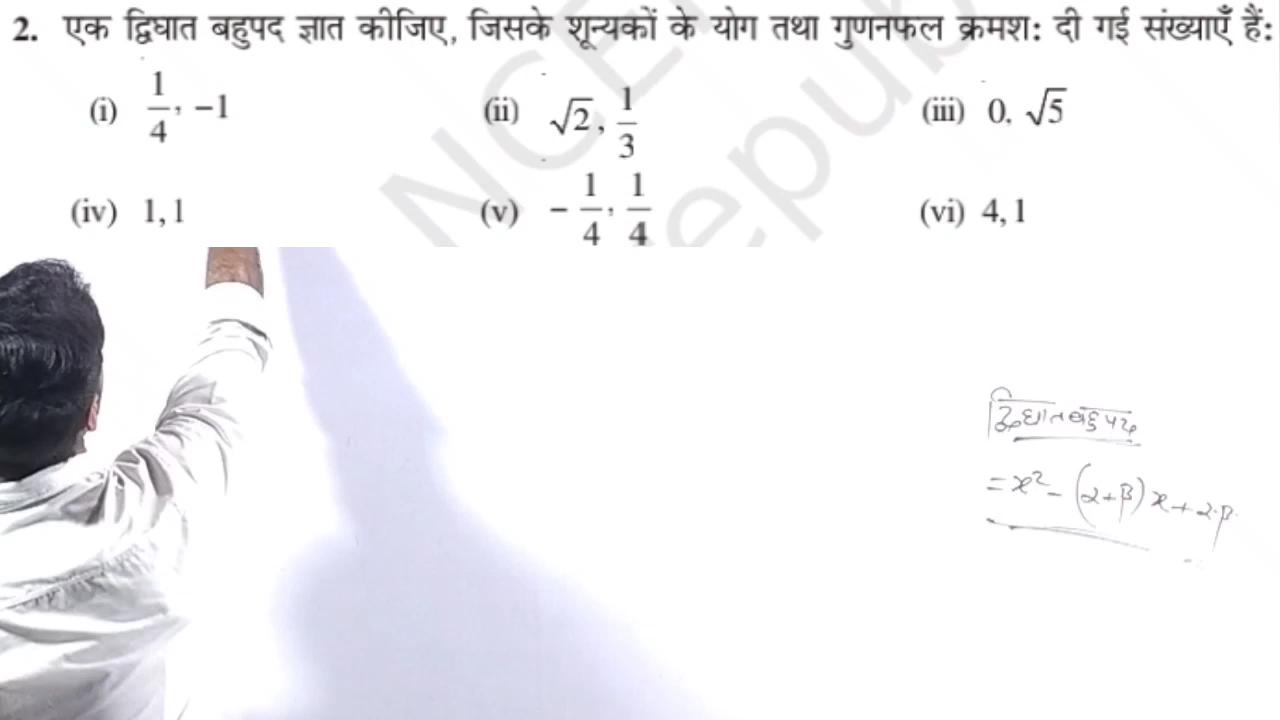 2. एक द्विघात बहुपद ज्ञात कीजिए, जिसके शून्यकों के योग तथा गुणनफल क्रमश: दी गई संख्याएँ हैं:
(i) 1/4, −1 (ii) √2, 1/3 (iii) 0, √5
(iv) 1, 1 (v) −1/4, 1/4 (vi) 4, 1
द्विघात बहुपद
= x² − (α+β) x + α.β.